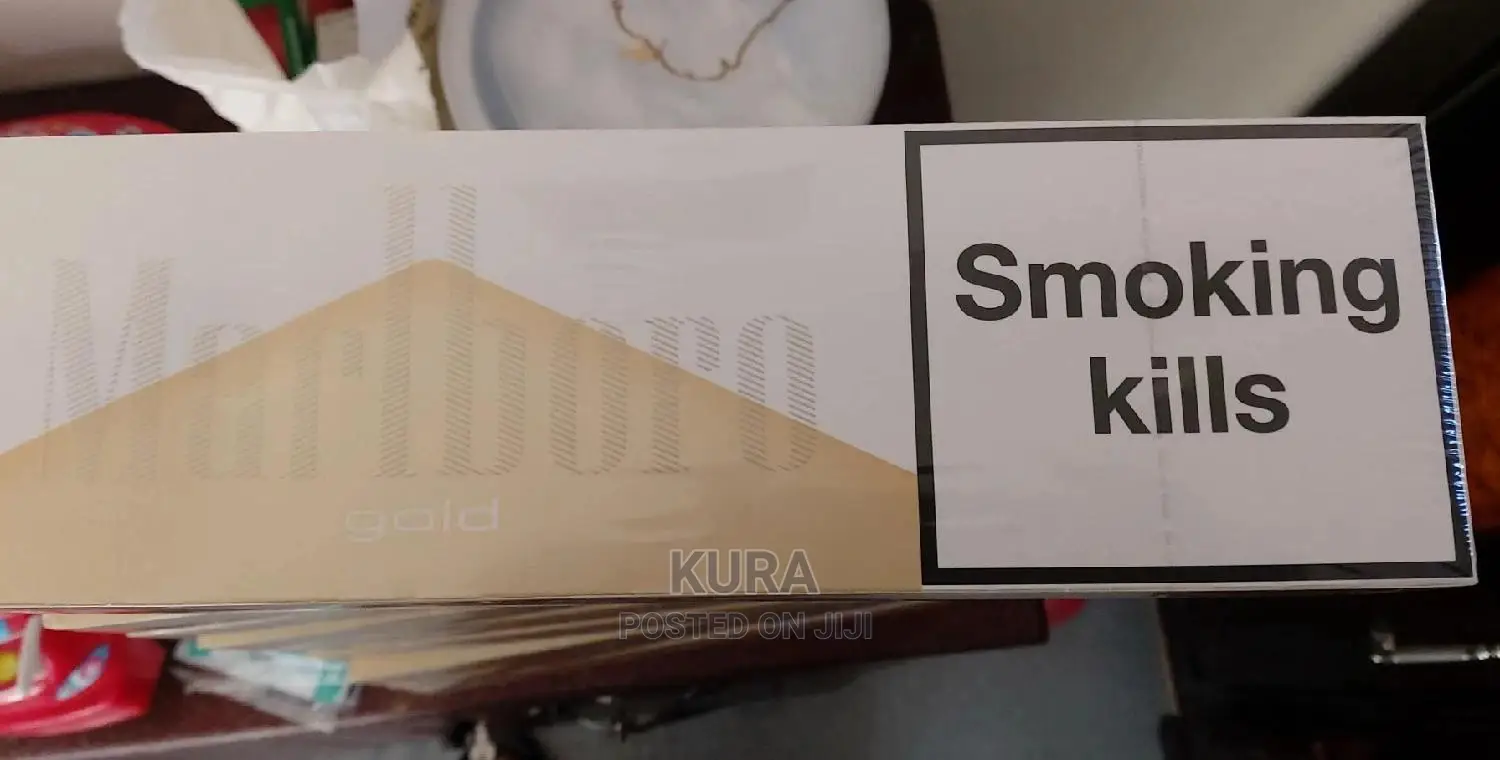 Marlboro
gold
Smoking
kills
KURA
POSTED ON JIJI